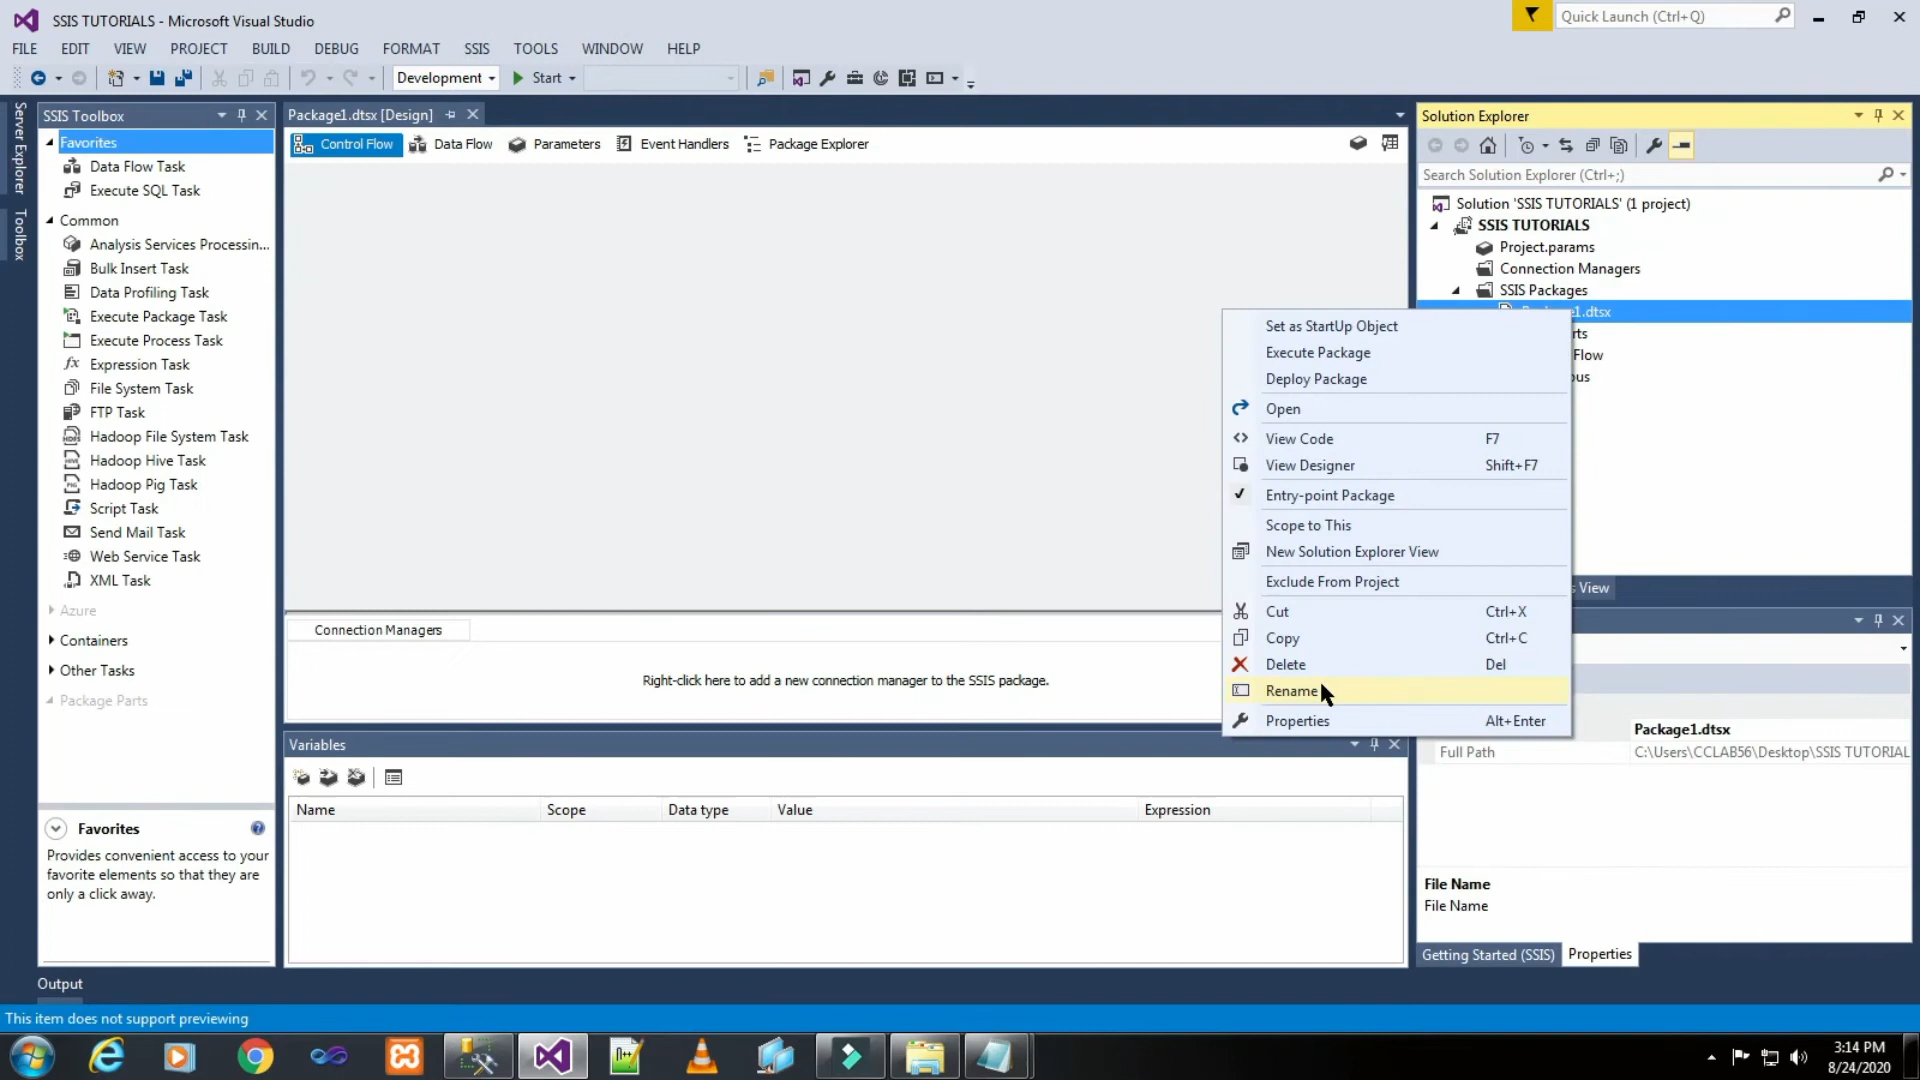 SSIS TUTORIALS - Microsoft Visual Studio
Quick Launch (Ctrl+Q)
FILE EDIT VIEW PROJECT BUILD DEBUG FORMAT SSIS TOOLS WINDOW HELP
Development Start
Server Explorer
Toolbox
SSIS Toolbox
Favorites
Data Flow Task
Execute SQL Task
Common
Analysis Services Processin...
Bulk Insert Task
Data Profiling Task
Execute Package Task
Execute Process Task
Expression Task
File System Task
FTP Task
Hadoop File System Task
Hadoop Hive Task
Hadoop Pig Task
Script Task
Send Mail Task
Web Service Task
XML Task
Azure
Containers
Other Tasks
Package Parts
Favorites
Provides convenient access to your
favorite elements so that they are
only a click away.
Package1.dtsx [Design]
Control Flow Data Flow Parameters Event Handlers Package Explorer
Connection Managers
Right-click here to add a new connection manager to the SSIS package.
Variables
Name Scope Data type Value Expression
Set as StartUp Object
Execute Package
Deploy Package
Open
View Code F7
View Designer Shift+F7
Entry-point Package
Scope to This
New Solution Explorer View
Exclude From Project
Cut Ctrl+X
Copy Ctrl+C
Delete Del
Rename
Properties Alt+Enter
Solution Explorer
Search Solution Explorer (Ctrl+;)
Solution 'SSIS TUTORIALS' (1 project)
SSIS TUTORIALS
Project.params
Connection Managers
SSIS Packages
1.dtsx
rts
Flow
us
s View
Package1.dtsx
Full Path C:\Users\CCLAB56\Desktop\SSIS TUTORIAL
File Name
File Name
Getting Started (SSIS) Properties
Output
This item does not support previewing
3:14 PM
8/24/2020